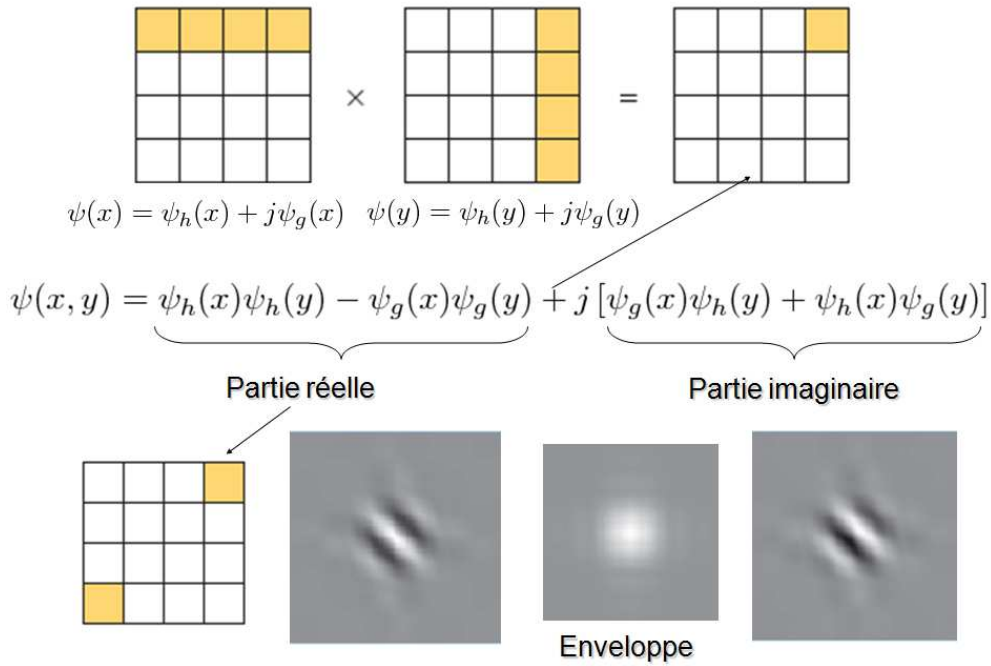 × =
ψ(x) = ψ_h(x) + jψ_g(x) ψ(y) = ψ_h(y) + jψ_g(y)
ψ(x, y) = ψ_h(x)ψ_h(y) − ψ_g(x)ψ_g(y) + j [ψ_g(x)ψ_h(y) + ψ_h(x)ψ_g(y)]
Partie réelle Partie imaginaire
Enveloppe